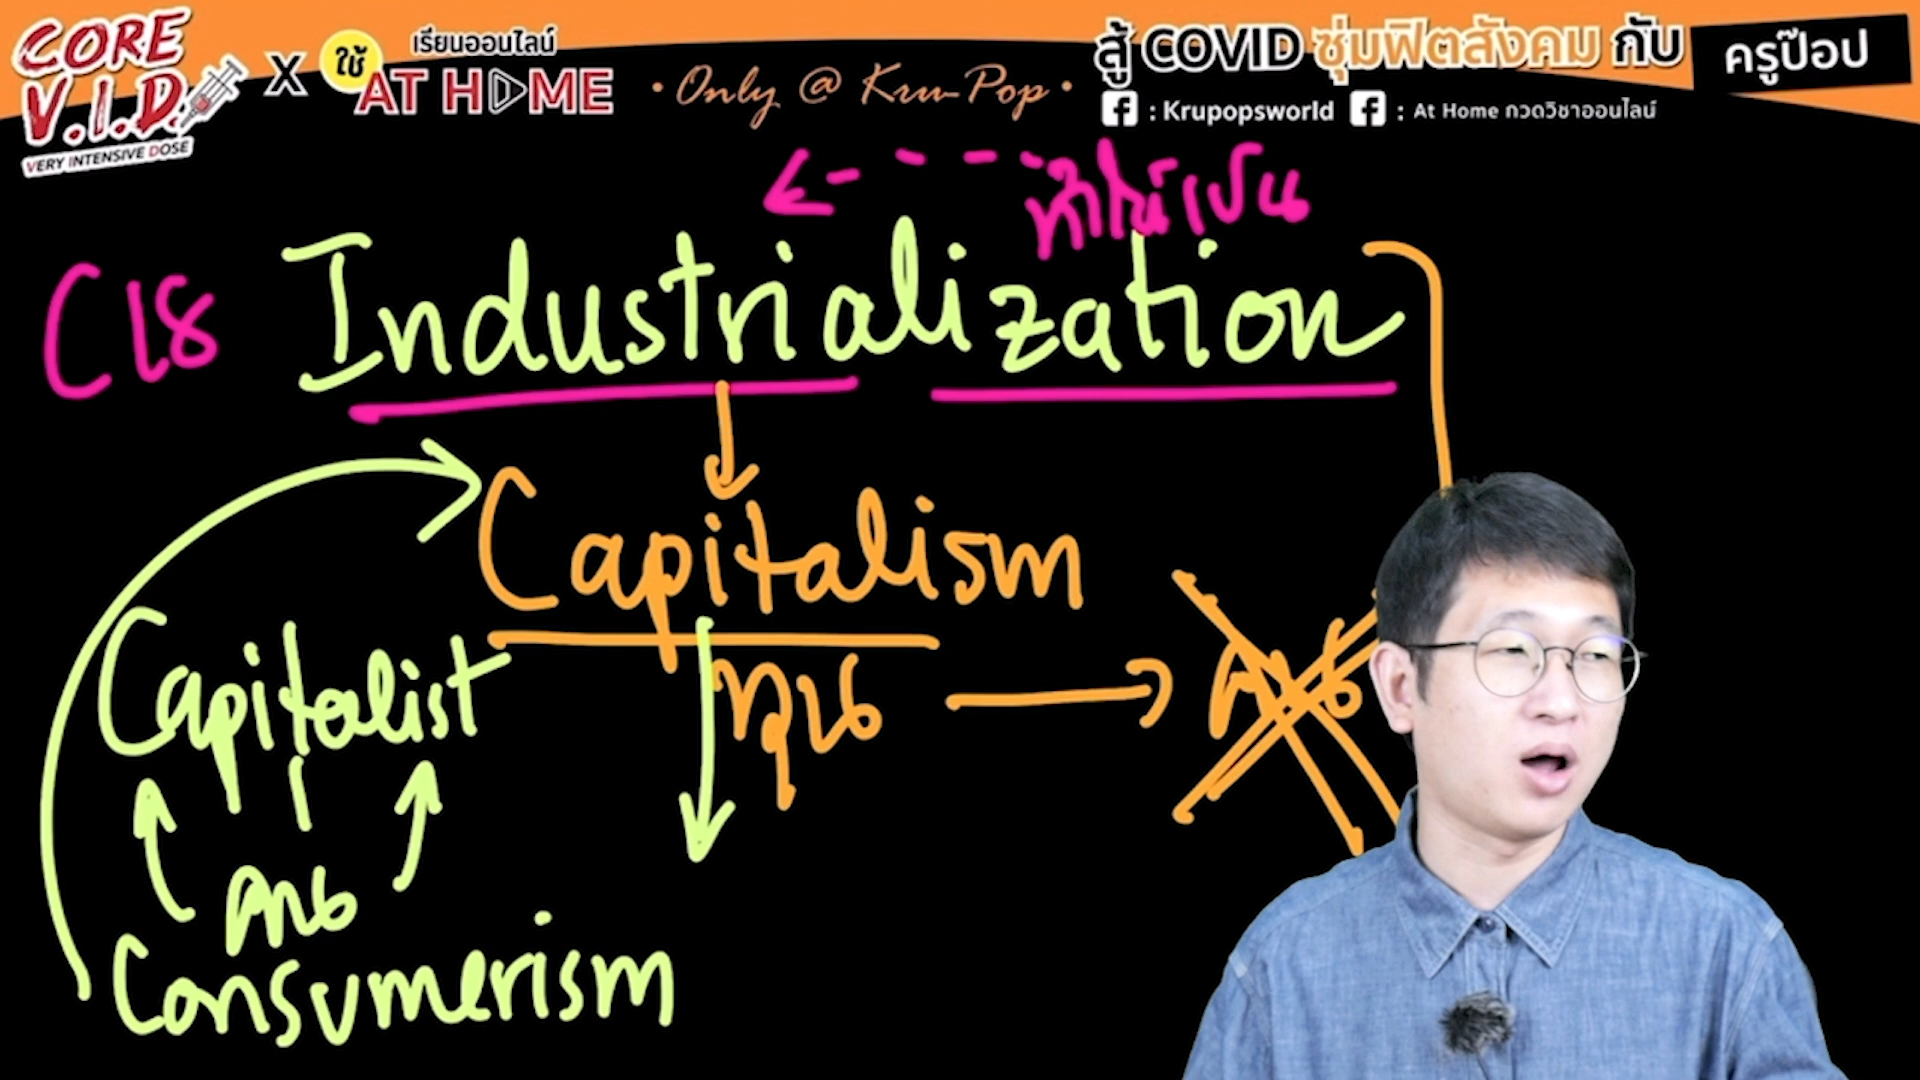 CORE
V.I.D.
VERY INTENSIVE DOSE
X
ใช้
เรียนออนไลน์
AT HOME
• Only @ Kru-Pop •
สู้ COVID ซุ่มฟิตสังคม กับ
ครูป๊อป
: Krupopsworld : At Home กวดวิชาออนไลน์
ทำให้เป็น
C18 Industrialization
Capitalism
Capitalist
ทุน
Consumerism